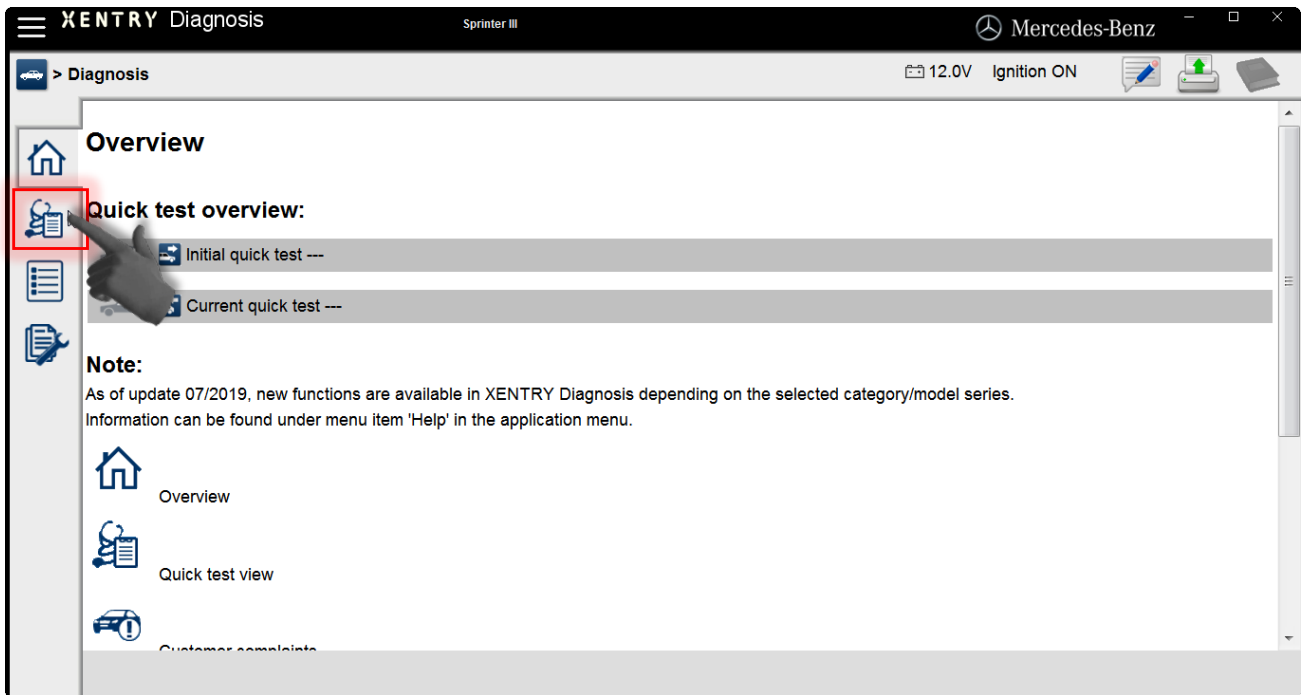 XENTRY Diagnosis
Sprinter III
Mercedes-Benz
> Diagnosis
12.0V
Ignition ON
Overview
Quick test overview:
Initial quick test ---
Current quick test ---
Note:
As of update 07/2019, new functions are available in XENTRY Diagnosis depending on the selected category/model series.
Information can be found under menu item 'Help' in the application menu.
Overview
Quick test view
Customer complaints